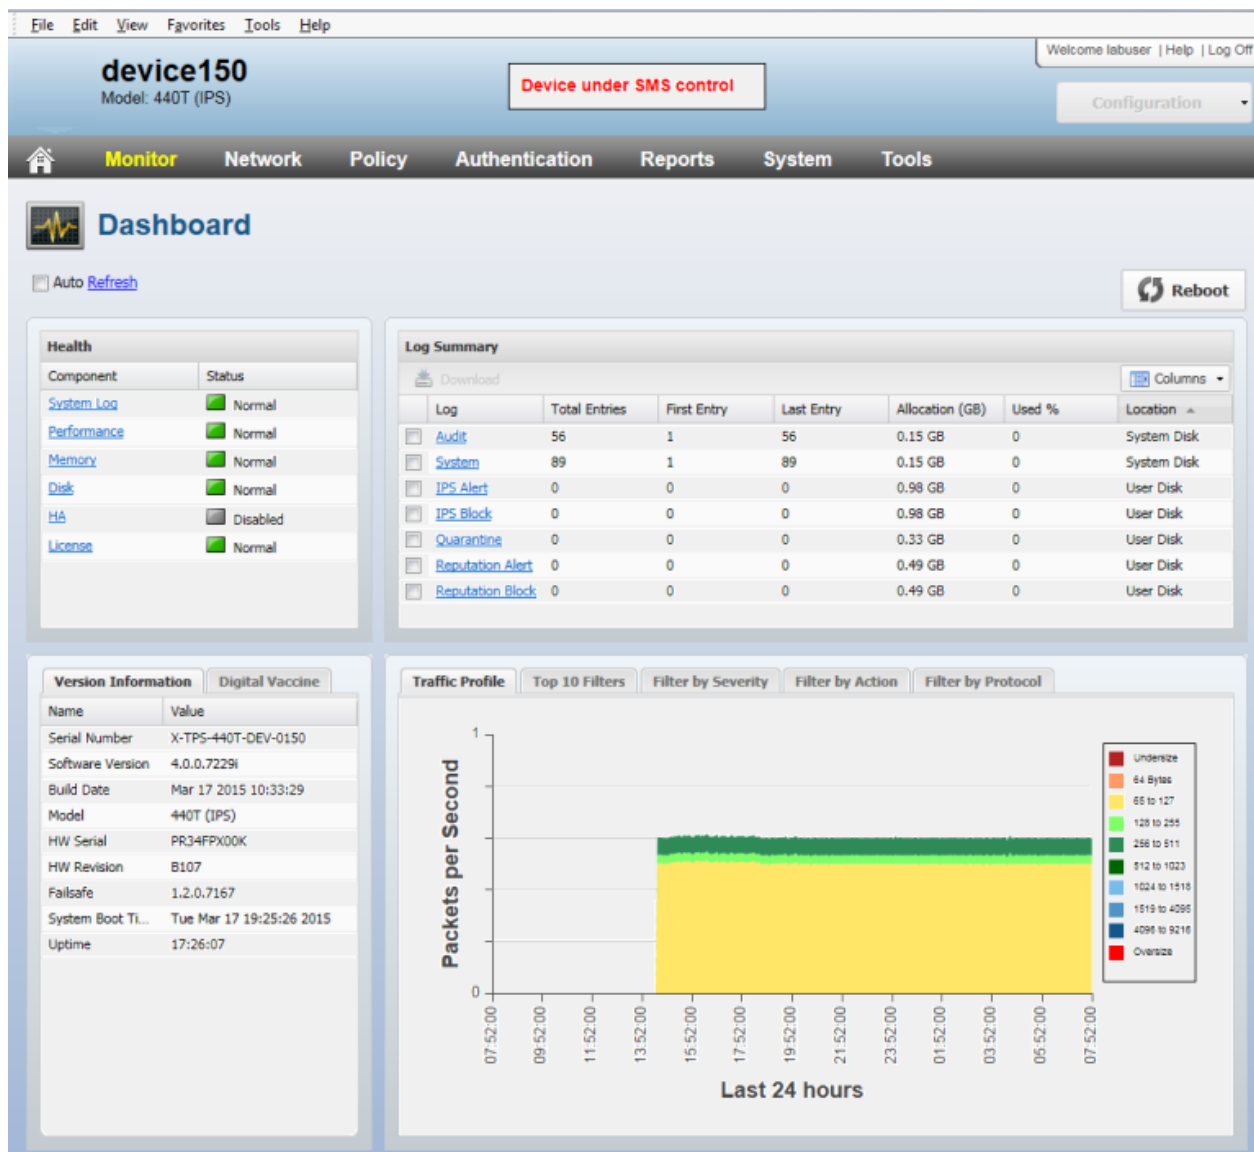 File Edit View Favorites Tools Help
Welcome labuser | Help | Log Off
device150
Model: 440T (IPS)
Device under SMS control
Configuration
Monitor Network Policy Authentication Reports System Tools
Dashboard
Auto Refresh
Reboot
Health
Component Status
System Log Normal
Performance Normal
Memory Normal
Disk Normal
HA Disabled
License Normal
Log Summary
Download
Columns
Log Total Entries First Entry Last Entry Allocation (GB) Used % Location
Audit 56 1 56 0.15 GB 0 System Disk
System 89 1 89 0.15 GB 0 System Disk
IPS Alert 0 0 0 0.98 GB 0 User Disk
IPS Block 0 0 0 0.98 GB 0 User Disk
Quarantine 0 0 0 0.33 GB 0 User Disk
Reputation Alert 0 0 0 0.49 GB 0 User Disk
Reputation Block 0 0 0 0.49 GB 0 User Disk
Version Information Digital Vaccine
Name Value
Serial Number X-TPS-440T-DEV-0150
Software Version 4.0.0.7229i
Build Date Mar 17 2015 10:33:29
Model 440T (IPS)
HW Serial PR34FPX00K
HW Revision B107
Failsafe 1.2.0.7167
System Boot Ti... Tue Mar 17 19:25:26 2015
Uptime 17:26:07
Traffic Profile Top 10 Filters Filter by Severity Filter by Action Filter by Protocol
Packets per Second
1
0
07:52:00 09:52:00 11:52:00 13:52:00 15:52:00 17:52:00 19:52:00 21:52:00 23:52:00 01:52:00 03:52:00 05:52:00 07:52:00
Last 24 hours
Undersize
64 Bytes
65 to 127
128 to 255
256 to 511
512 to 1023
1024 to 1518
1519 to 4095
4096 to 9216
Oversize